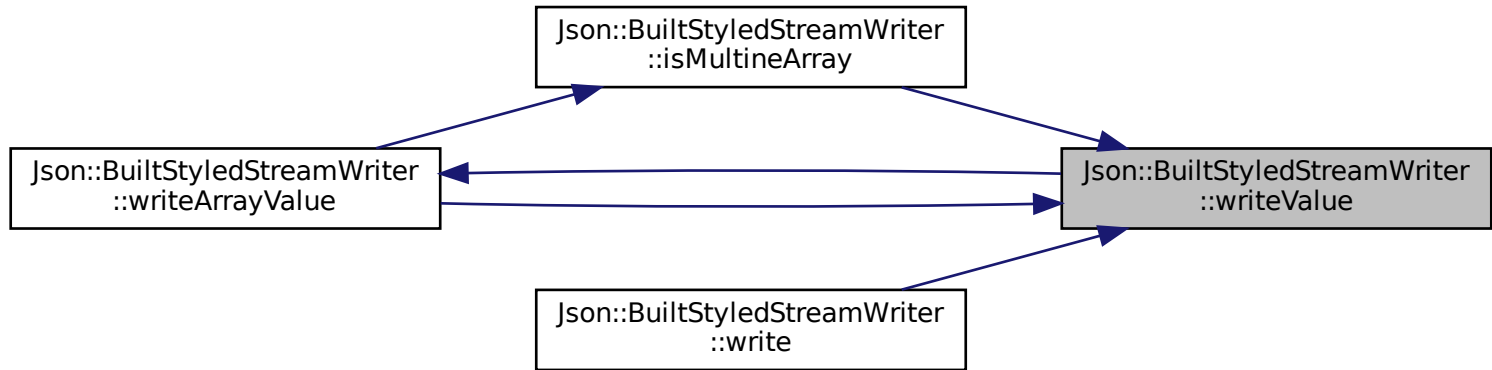 Json::BuiltStyledStreamWriter
::isMultineArray
Json::BuiltStyledStreamWriter
::writeArrayValue
Json::BuiltStyledStreamWriter
::writeValue
Json::BuiltStyledStreamWriter
::write